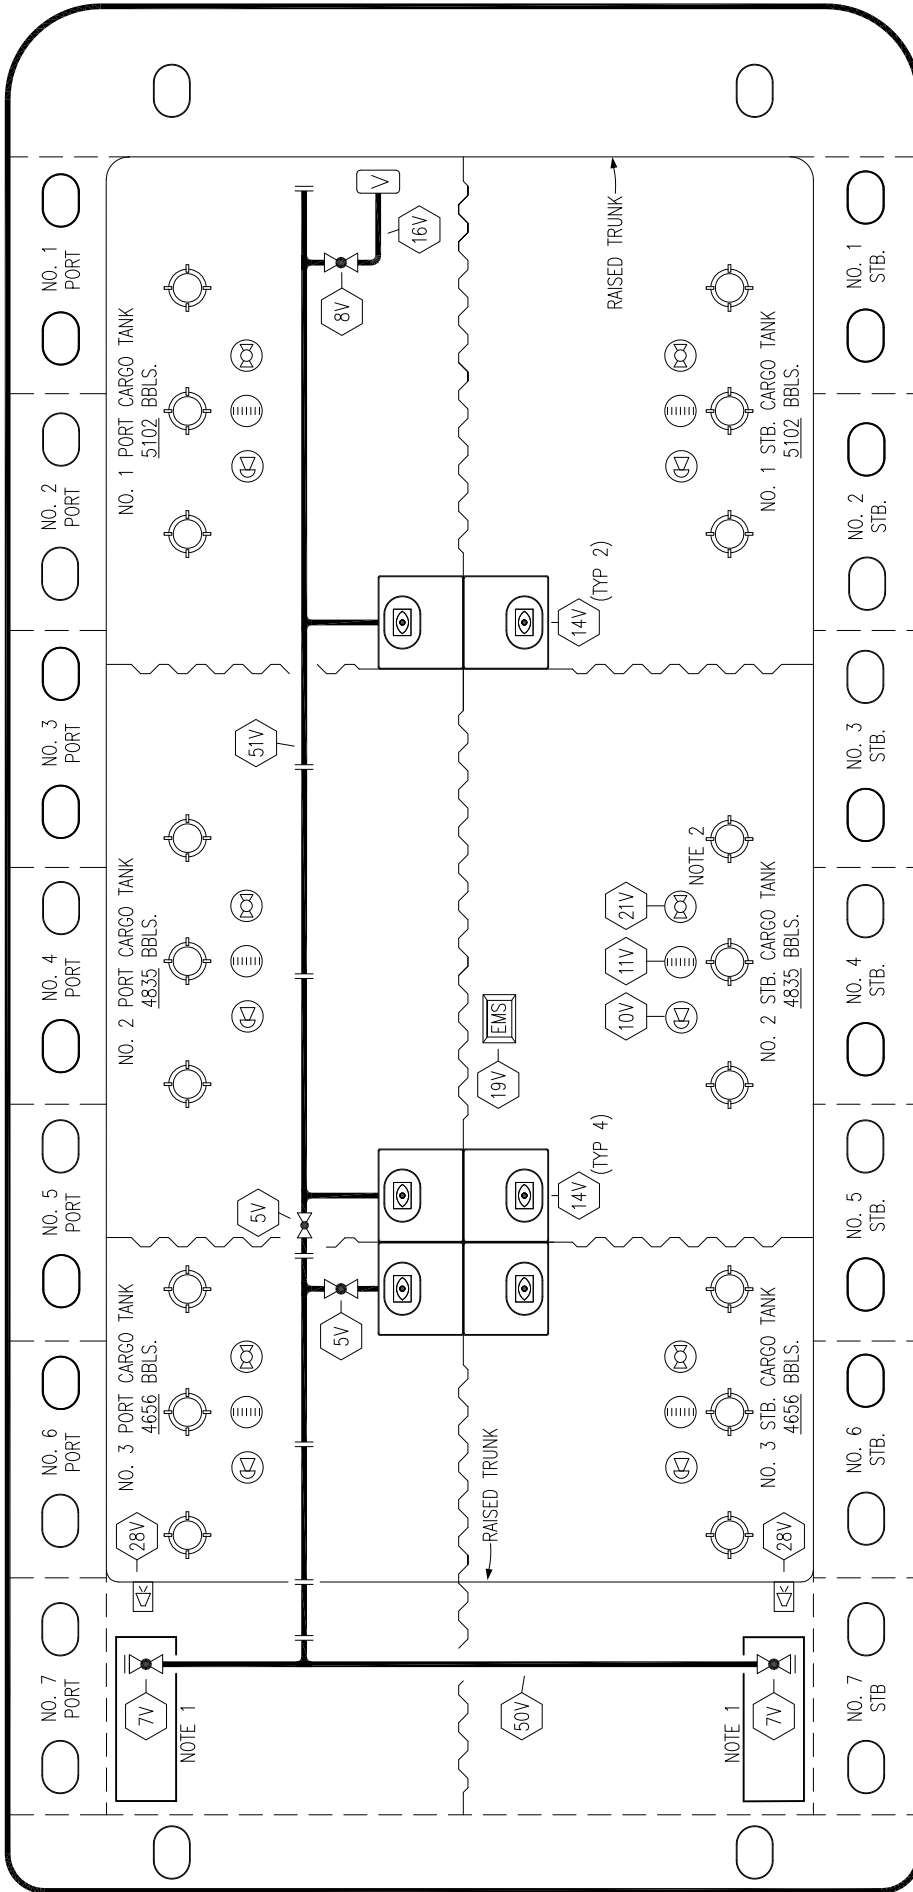 NO. 1
PORT
NO. 2
PORT
NO. 3
PORT
NO. 4
PORT
NO. 5
PORT
NO. 6
PORT
NO. 7
PORT
NO. 1 PORT CARGO TANK
5102 BBLS.
NO. 2 PORT CARGO TANK
4835 BBLS.
NO. 3 PORT CARGO TANK
4656 BBLS.
28V
7V
NOTE 1
V
16V
8V
51V
5V
5V
14V
(TYP 2)
RAISED TRUNK
EMS
19V
14V
(TYP 4)
RAISED TRUNK
50V
21V
11V
10V
NOTE 2
NO. 1 STB. CARGO TANK
5102 BBLS.
NO. 2 STB. CARGO TANK
4835 BBLS.
NO. 3 STB. CARGO TANK
4656 BBLS.
28V
NOTE 1
7V
NO. 1
STB.
NO. 2
STB.
NO. 3
STB.
NO. 4
STB.
NO. 5
STB.
NO. 6
STB.
NO. 7
STB